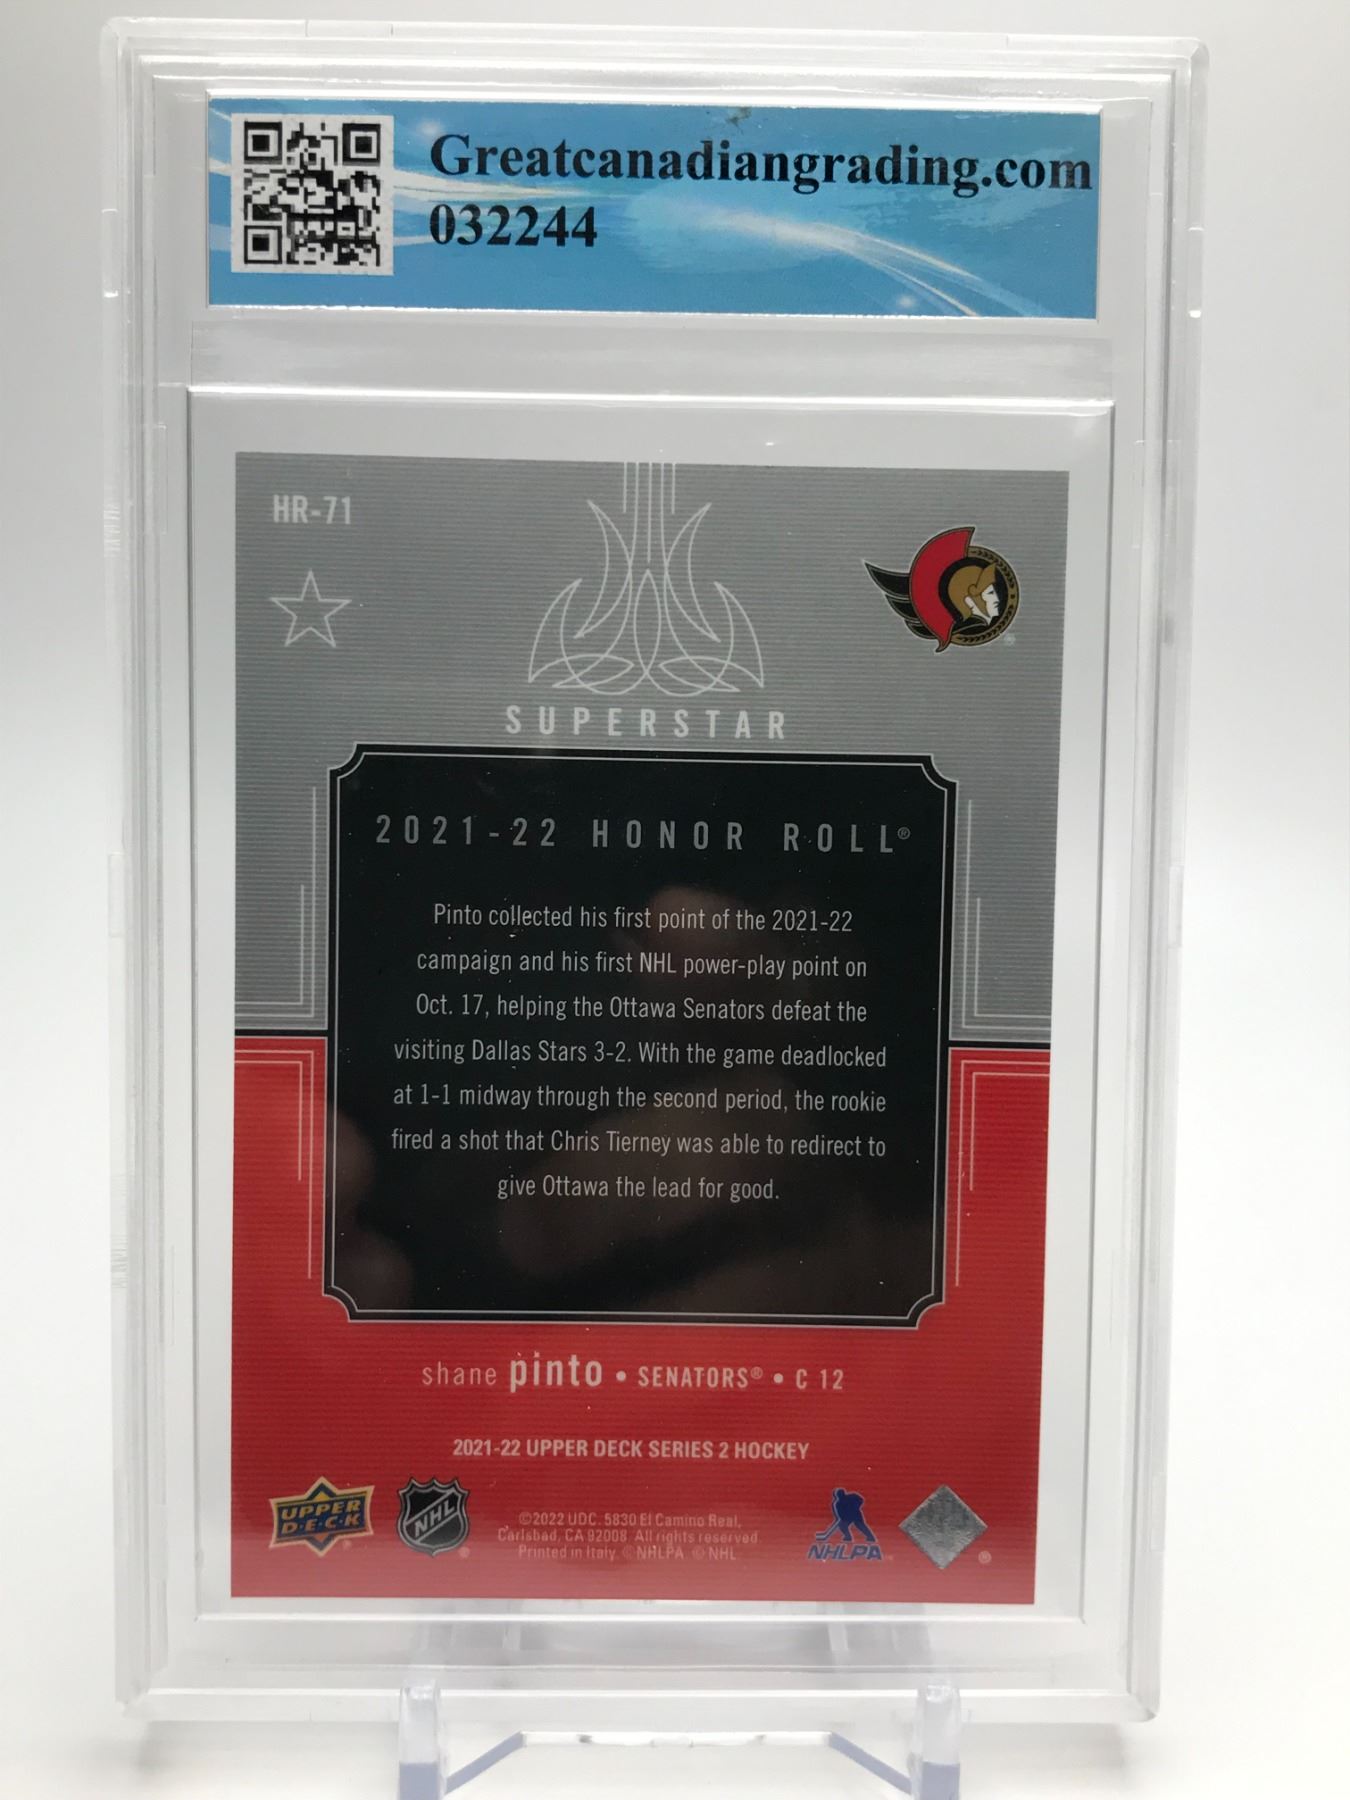 Greatcanadiangrading.com
032244
HR-71
SUPERSTAR
2021-22 HONOR ROLL®
Pinto collected his first point of the 2021-22
campaign and his first NHL power-play point on
Oct. 17, helping the Ottawa Senators defeat the
visiting Dallas Stars 3-2. With the game deadlocked
at 1-1 midway through the second period, the rookie
fired a shot that Chris Tierney was able to redirect to
give Ottawa the lead for good.
shane pinto • SENATORS® • C 12
2021-22 UPPER DECK SERIES 2 HOCKEY
UPPER
D·E·C·K
NHL
©2022 UDC. 5830 El Camino Real,
Carlsbad, CA 92008. All rights reserved.
Printed in Italy. © NHLPA. © NHL.
NHLPA